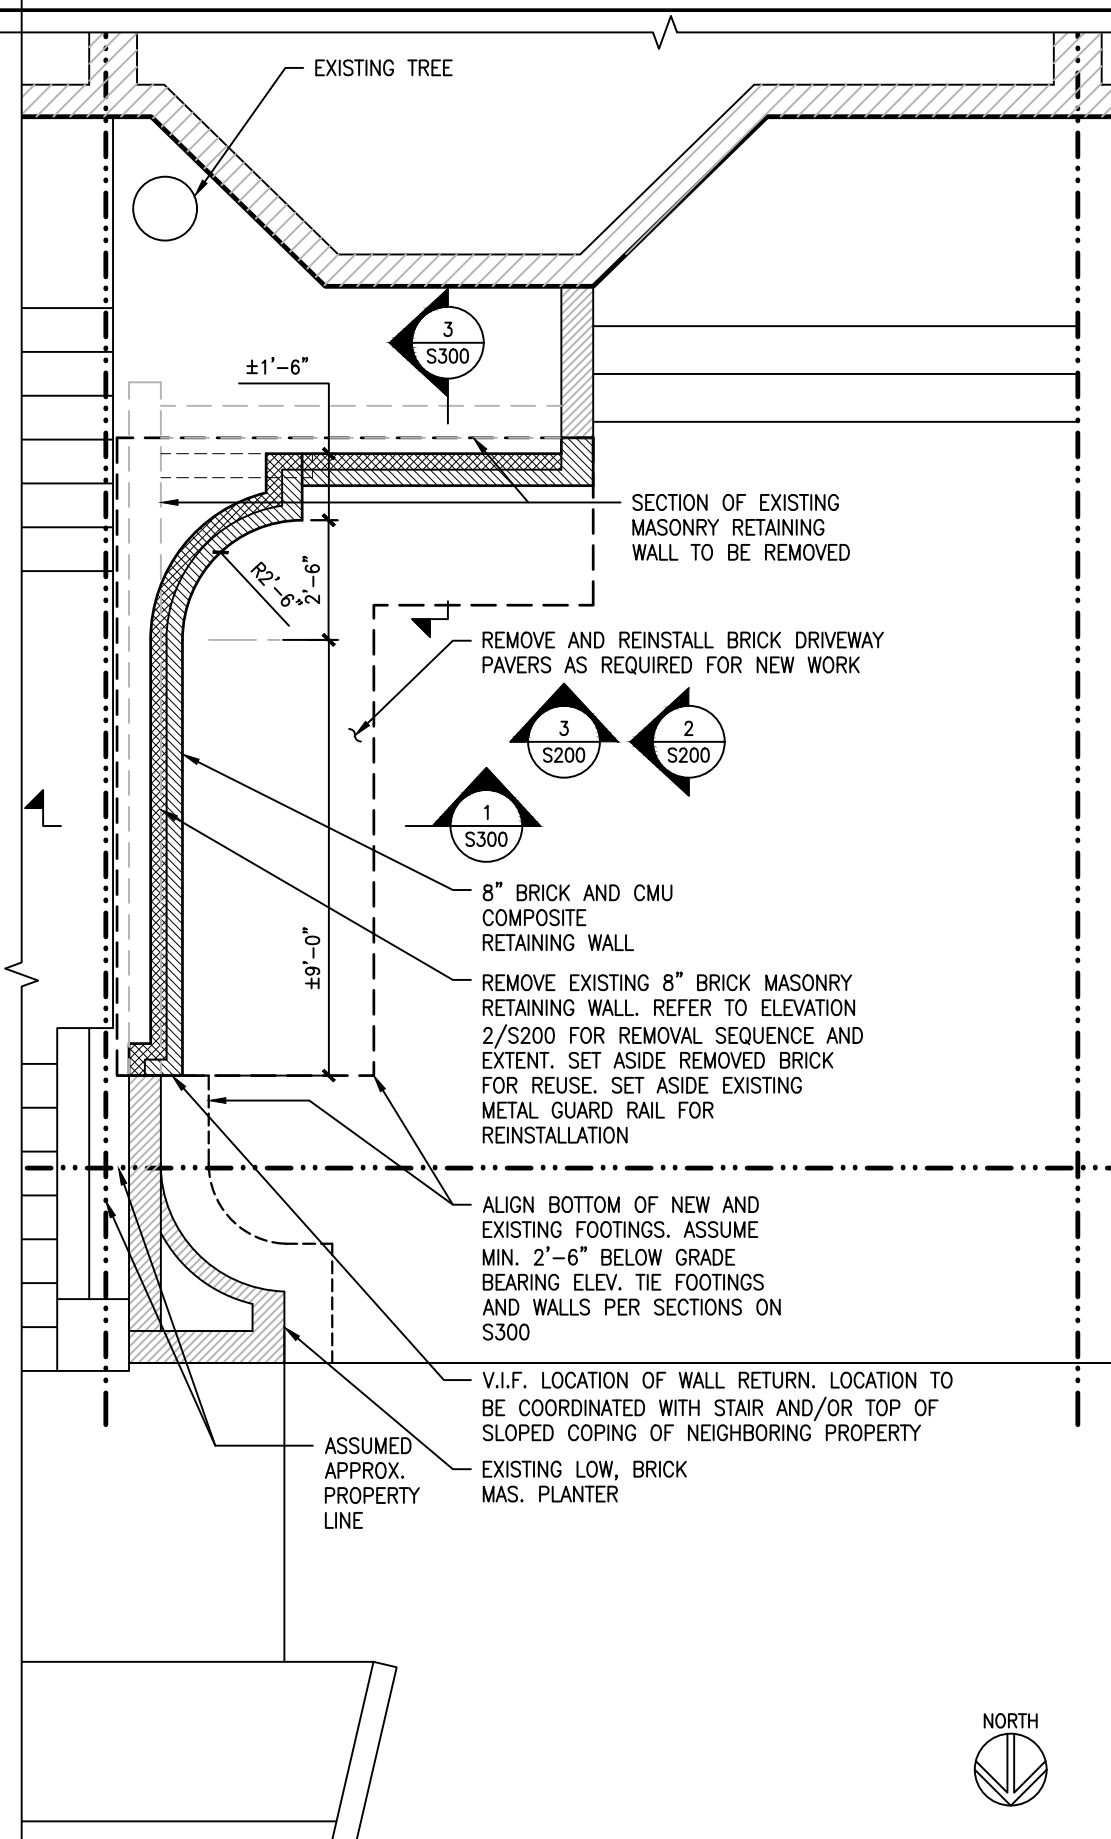 EXISTING TREE
3
S300
±1'-6"
SECTION OF EXISTING
MASONRY RETAINING
WALL TO BE REMOVED
R2'-6"
2'-6"
REMOVE AND REINSTALL BRICK DRIVEWAY
PAVERS AS REQUIRED FOR NEW WORK
3
S200
2
S200
1
S300
8" BRICK AND CMU
COMPOSITE
RETAINING WALL
±9'-0"
REMOVE EXISTING 8" BRICK MASONRY
RETAINING WALL. REFER TO ELEVATION
2/S200 FOR REMOVAL SEQUENCE AND
EXTENT. SET ASIDE REMOVED BRICK
FOR REUSE. SET ASIDE EXISTING
METAL GUARD RAIL FOR
REINSTALLATION
ALIGN BOTTOM OF NEW AND
EXISTING FOOTINGS. ASSUME
MIN. 2'-6" BELOW GRADE
BEARING ELEV. TIE FOOTINGS
AND WALLS PER SECTIONS ON
S300
V.I.F. LOCATION OF WALL RETURN. LOCATION TO
BE COORDINATED WITH STAIR AND/OR TOP OF
SLOPED COPING OF NEIGHBORING PROPERTY
ASSUMED
APPROX.
PROPERTY
LINE
EXISTING LOW, BRICK
MAS. PLANTER
NORTH